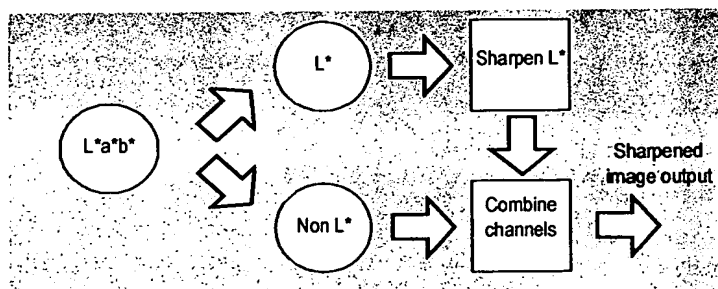 L*a*b*
L*
Sharpen L*
Non L*
Combine
channels
Sharpened
image output